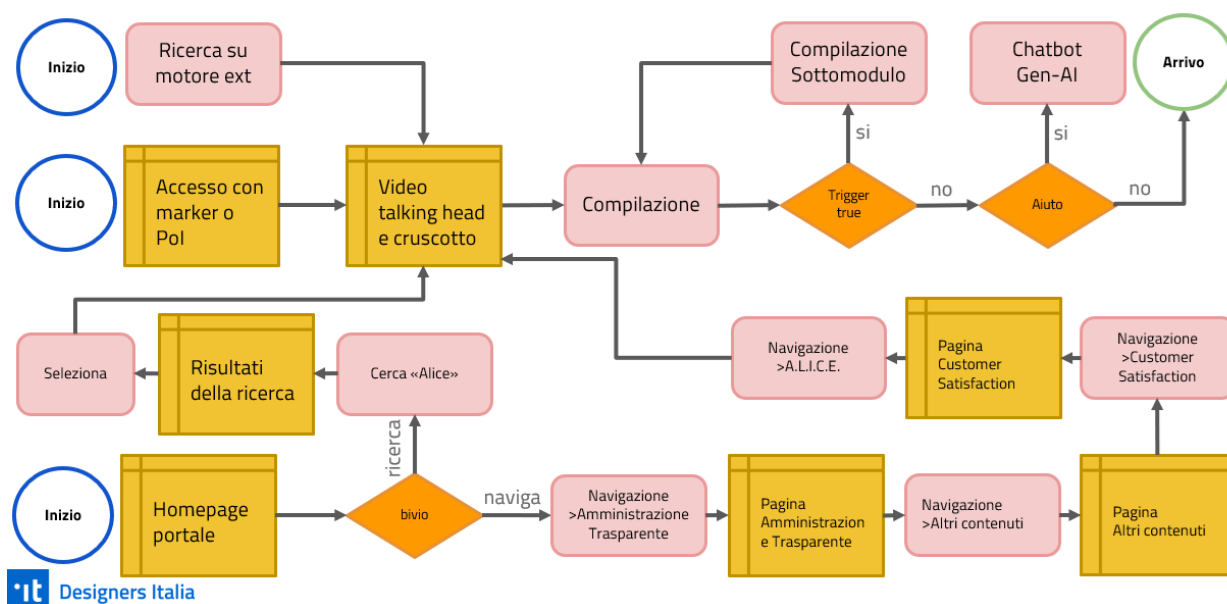 Inizio
Ricerca su
motore ext
Compilazione
Sottomodulo
Chatbot
Gen-AI
Arrivo
si
si
Inizio
Accesso con
marker o
PoI
Video
talking head
e cruscotto
Compilazione
Trigger
true
no
Aiuto
no
Seleziona
Risultati
della ricerca
Cerca «Alice»
Navigazione
>A.L.I.C.E.
Pagina
Customer
Satisfaction
Navigazione
>Customer
Satisfaction
ricerca
Inizio
Homepage
portale
bivio
naviga
Navigazione
>Amministrazione
Trasparente
Pagina
Amministrazion
e Trasparente
Navigazione
>Altri contenuti
Pagina
Altri contenuti
·it Designers Italia